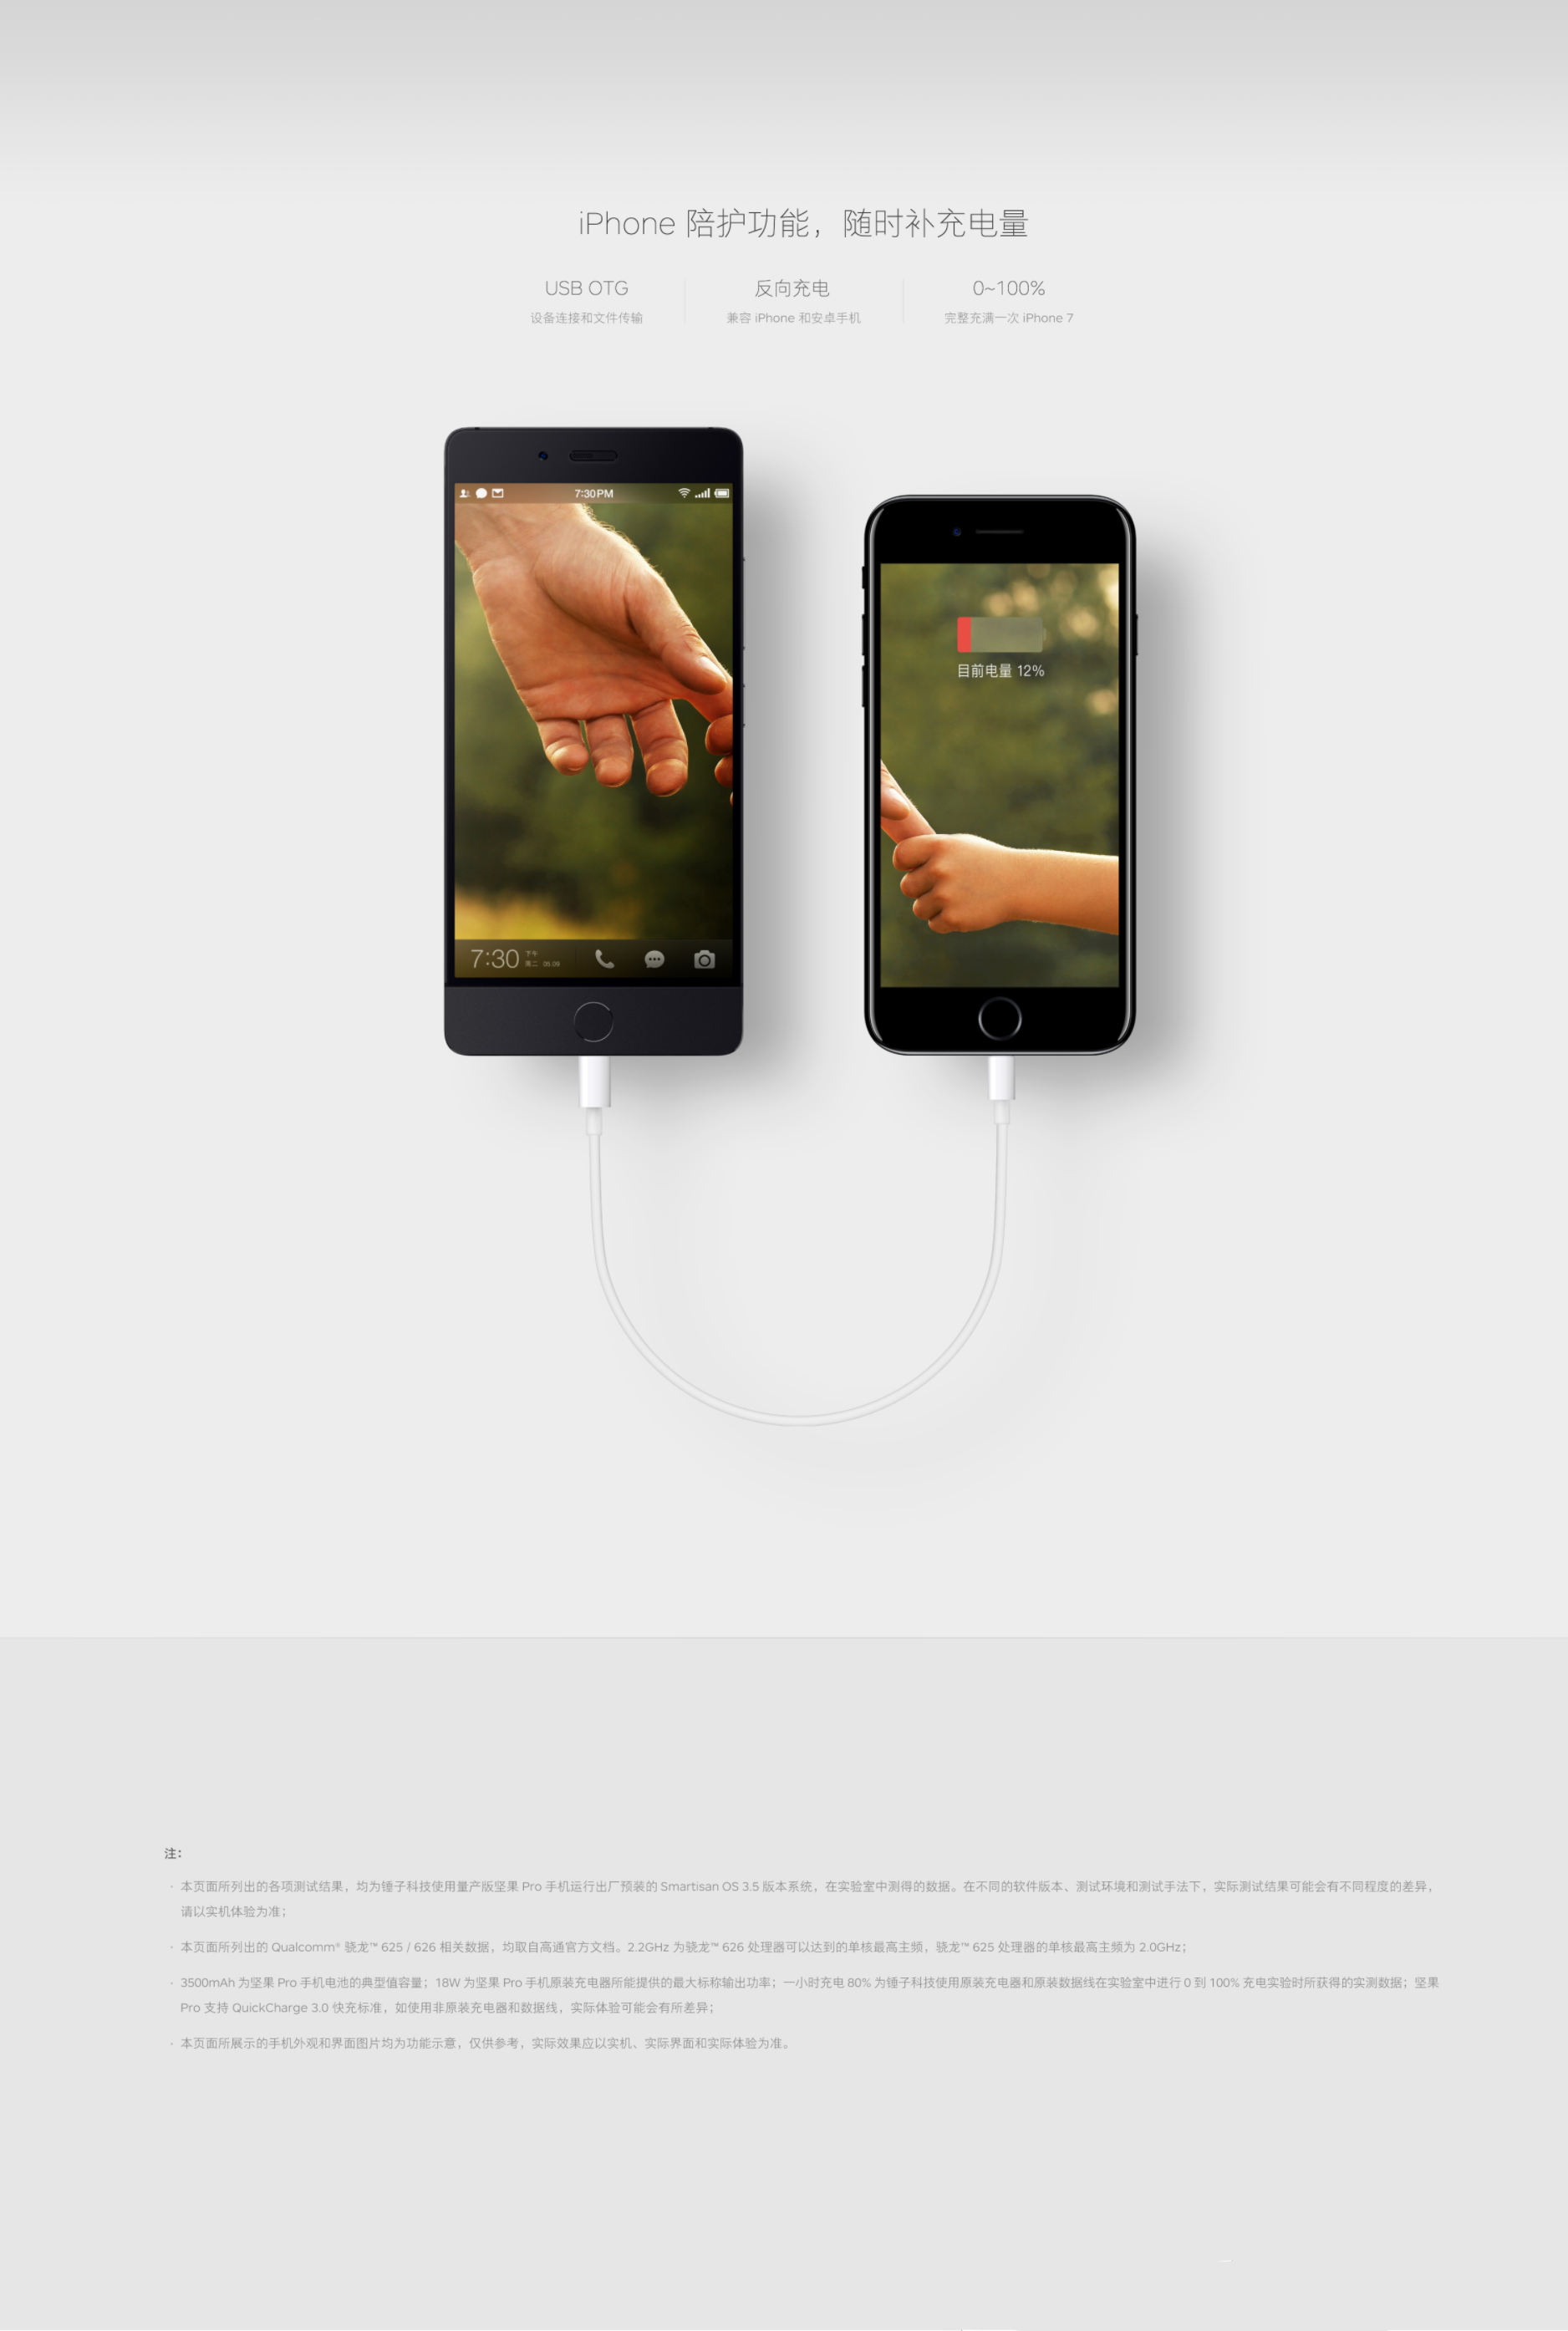 iPhone 陪护功能，随时补充电量
USB OTG
设备连接和文件传输
反向充电
兼容 iPhone 和安卓手机
0~100%
完整充满一次 iPhone 7
7:30PM
目前电量 12%
7:30 下午
周二 05.09
注：
· 本页面所列出的各项测试结果，均为锤子科技使用量产版坚果 Pro 手机运行出厂预装的 Smartisan OS 3.5 版本系统，在实验室中测得的数据。在不同的软件版本、测试环境和测试手法下，实际测试结果可能会有不同程度的差异，
请以实机体验为准；
· 本页面所列出的 Qualcomm® 骁龙™ 625 / 626 相关数据，均取自高通官方文档。2.2GHz 为骁龙™ 626 处理器可以达到的单核最高主频，骁龙™ 625 处理器的单核最高主频为 2.0GHz；
· 3500mAh 为坚果 Pro 手机电池的典型值容量；18W 为坚果 Pro 手机原装充电器所能提供的最大标称输出功率；一小时充电 80% 为锤子科技使用原装充电器和原装数据线在实验室中进行 0 到 100% 充电实验时所获得的实测数据；坚果
Pro 支持 QuickCharge 3.0 快充标准，如使用非原装充电器和数据线，实际体验可能会有所差异；
· 本页面所展示的手机外观和界面图片均为功能示意，仅供参考，实际效果应以实机、实际界面和实际体验为准。